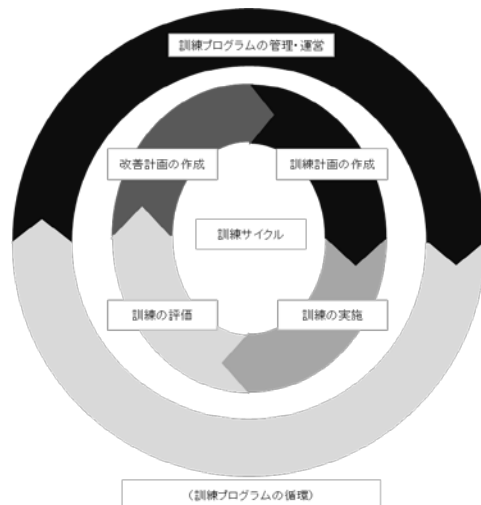 訓練プログラムの管理・運営
改善計画の作成
訓練計画の作成
訓練サイクル
訓練の評価
訓練の実施
（訓練プログラムの循環）